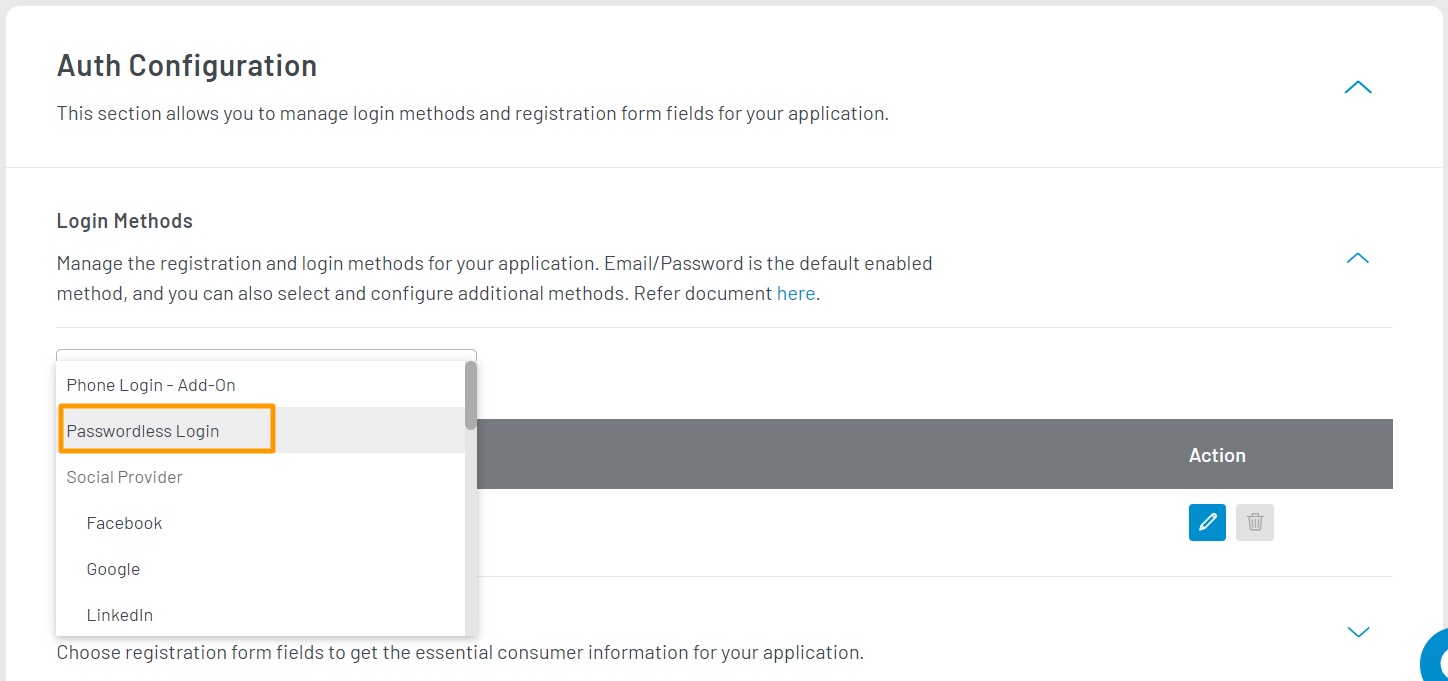 Auth Configuration
This section allows you to manage login methods and registration form fields for your application.
Login Methods
Manage the registration and login methods for your application. Email/Password is the default enabled
method, and you can also select and configure additional methods. Refer document here.
Phone Login - Add-On
Passwordless Login
Social Provider
Facebook
Google
LinkedIn
Action
Choose registration form fields to get the essential consumer information for your application.